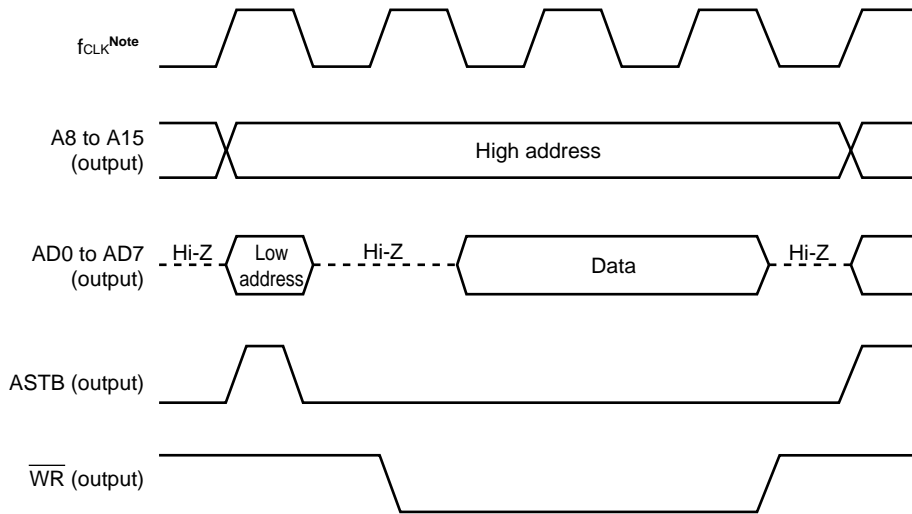 fCLKNote
A8 to A15
(output)
High address
AD0 to AD7
(output)
Hi-Z
Low
address
Hi-Z
Data
Hi-Z
ASTB (output)
WR (output)